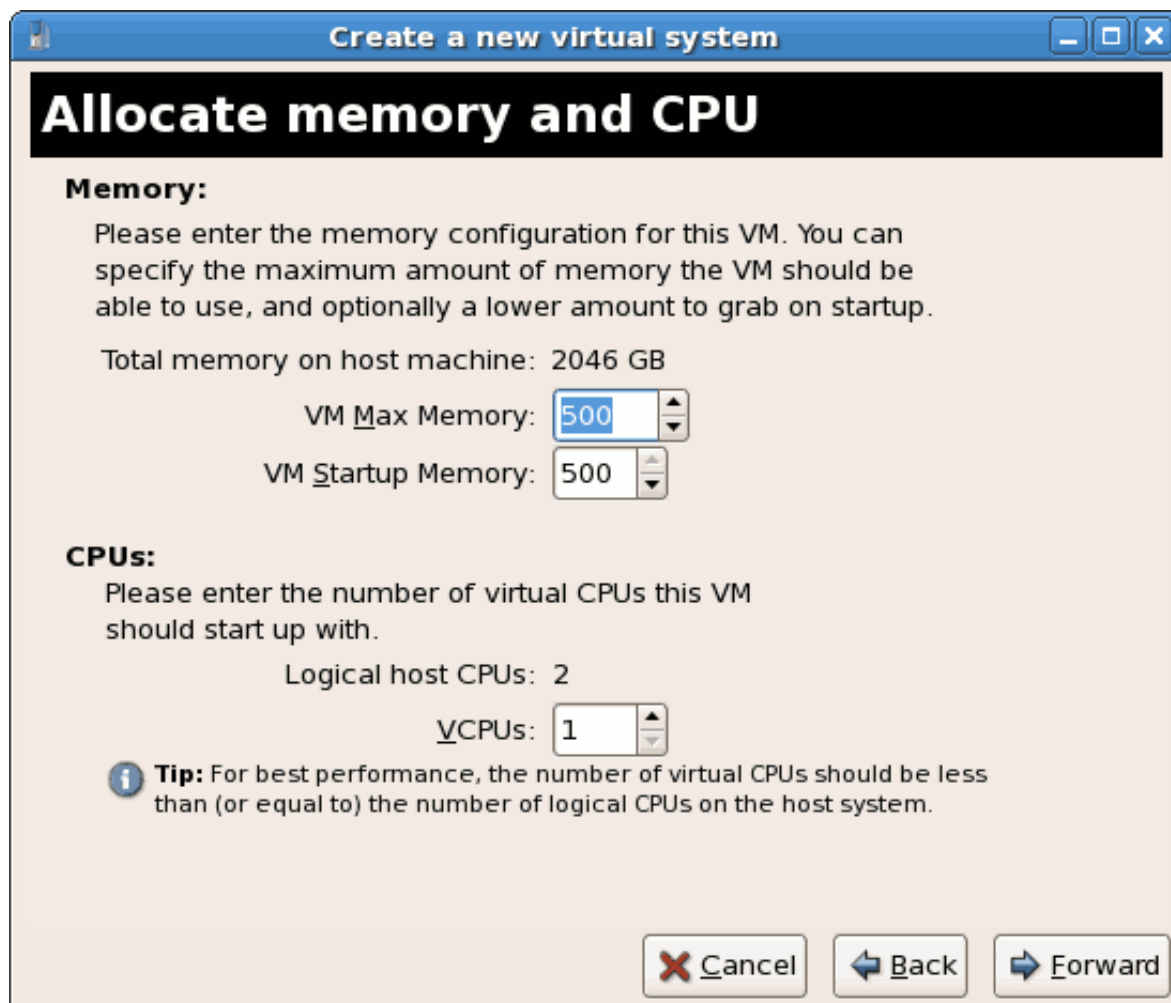 Create a new virtual system
Allocate memory and CPU
Memory:
Please enter the memory configuration for this VM. You can
specify the maximum amount of memory the VM should be
able to use, and optionally a lower amount to grab on startup.
Total memory on host machine: 2046 GB
VM Max Memory: 500
VM Startup Memory: 500
CPUs:
Please enter the number of virtual CPUs this VM
should start up with.
Logical host CPUs: 2
VCPUs: 1
Tip: For best performance, the number of virtual CPUs should be less
than (or equal to) the number of logical CPUs on the host system.
Cancel Back Forward